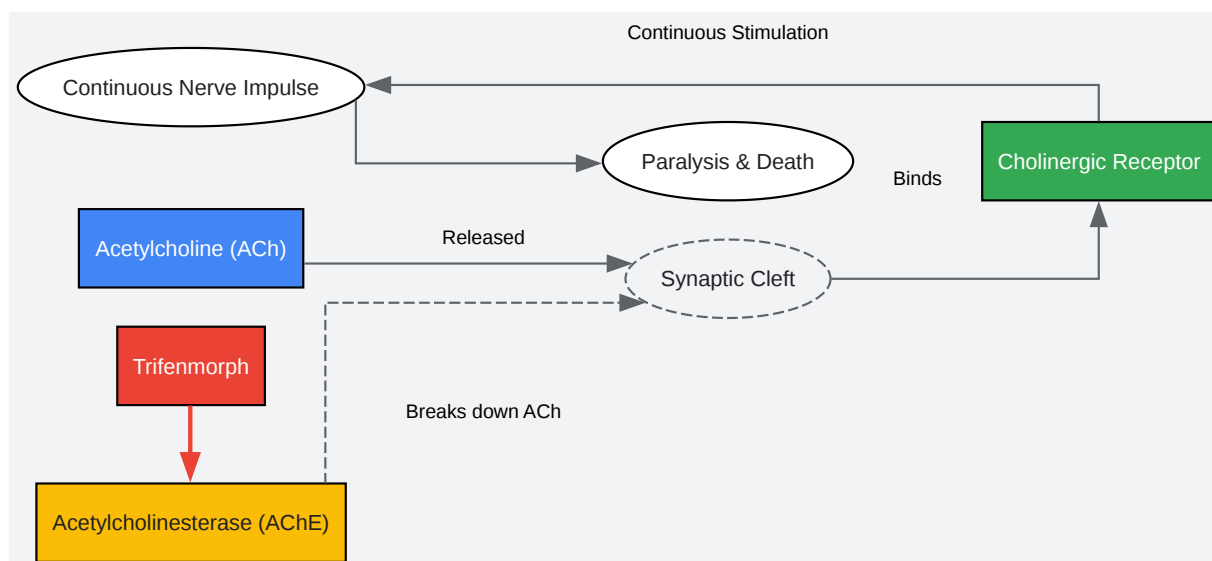 Continuous Stimulation
Continuous Nerve Impulse
Paralysis & Death
Cholinergic Receptor
Binds
Acetylcholine (ACh)
Released
Synaptic Cleft
Trifenmorph
Breaks down ACh
Acetylcholinesterase (AChE)